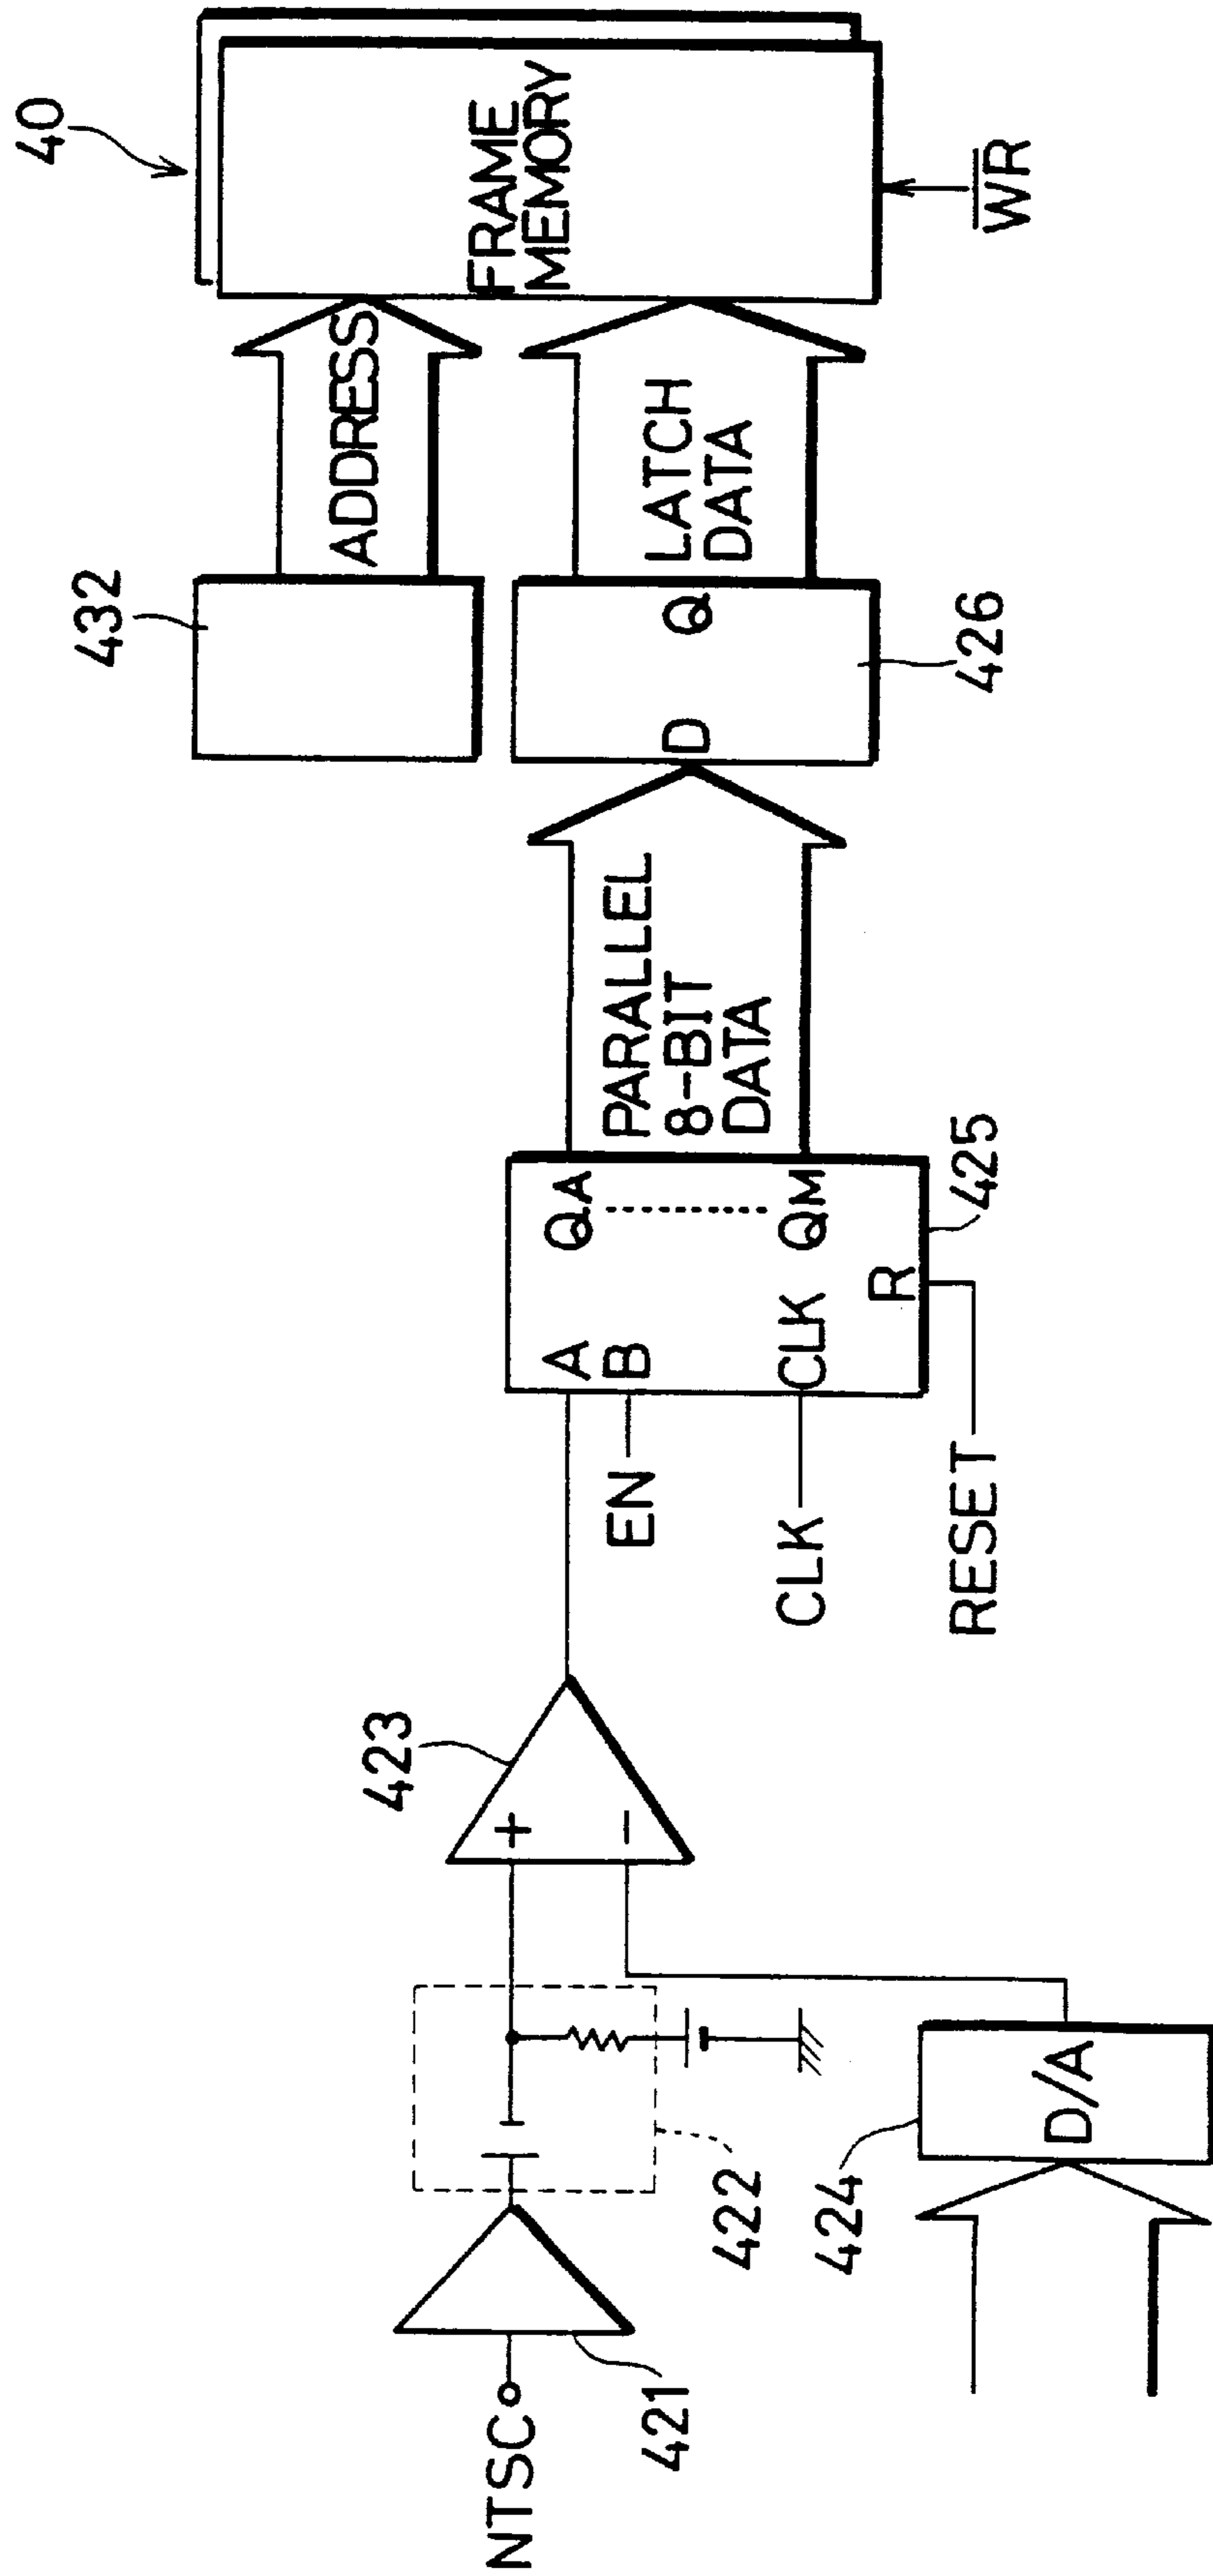 NTSC
421
422
423
424
D/A
EN
CLK
RESET
A
B
CLK
R
QA
QM
425
PARALLEL
8-BIT
DATA
D
Q
426
432
ADDRESS
LATCH
DATA
40
FRAME
MEMORY
WR